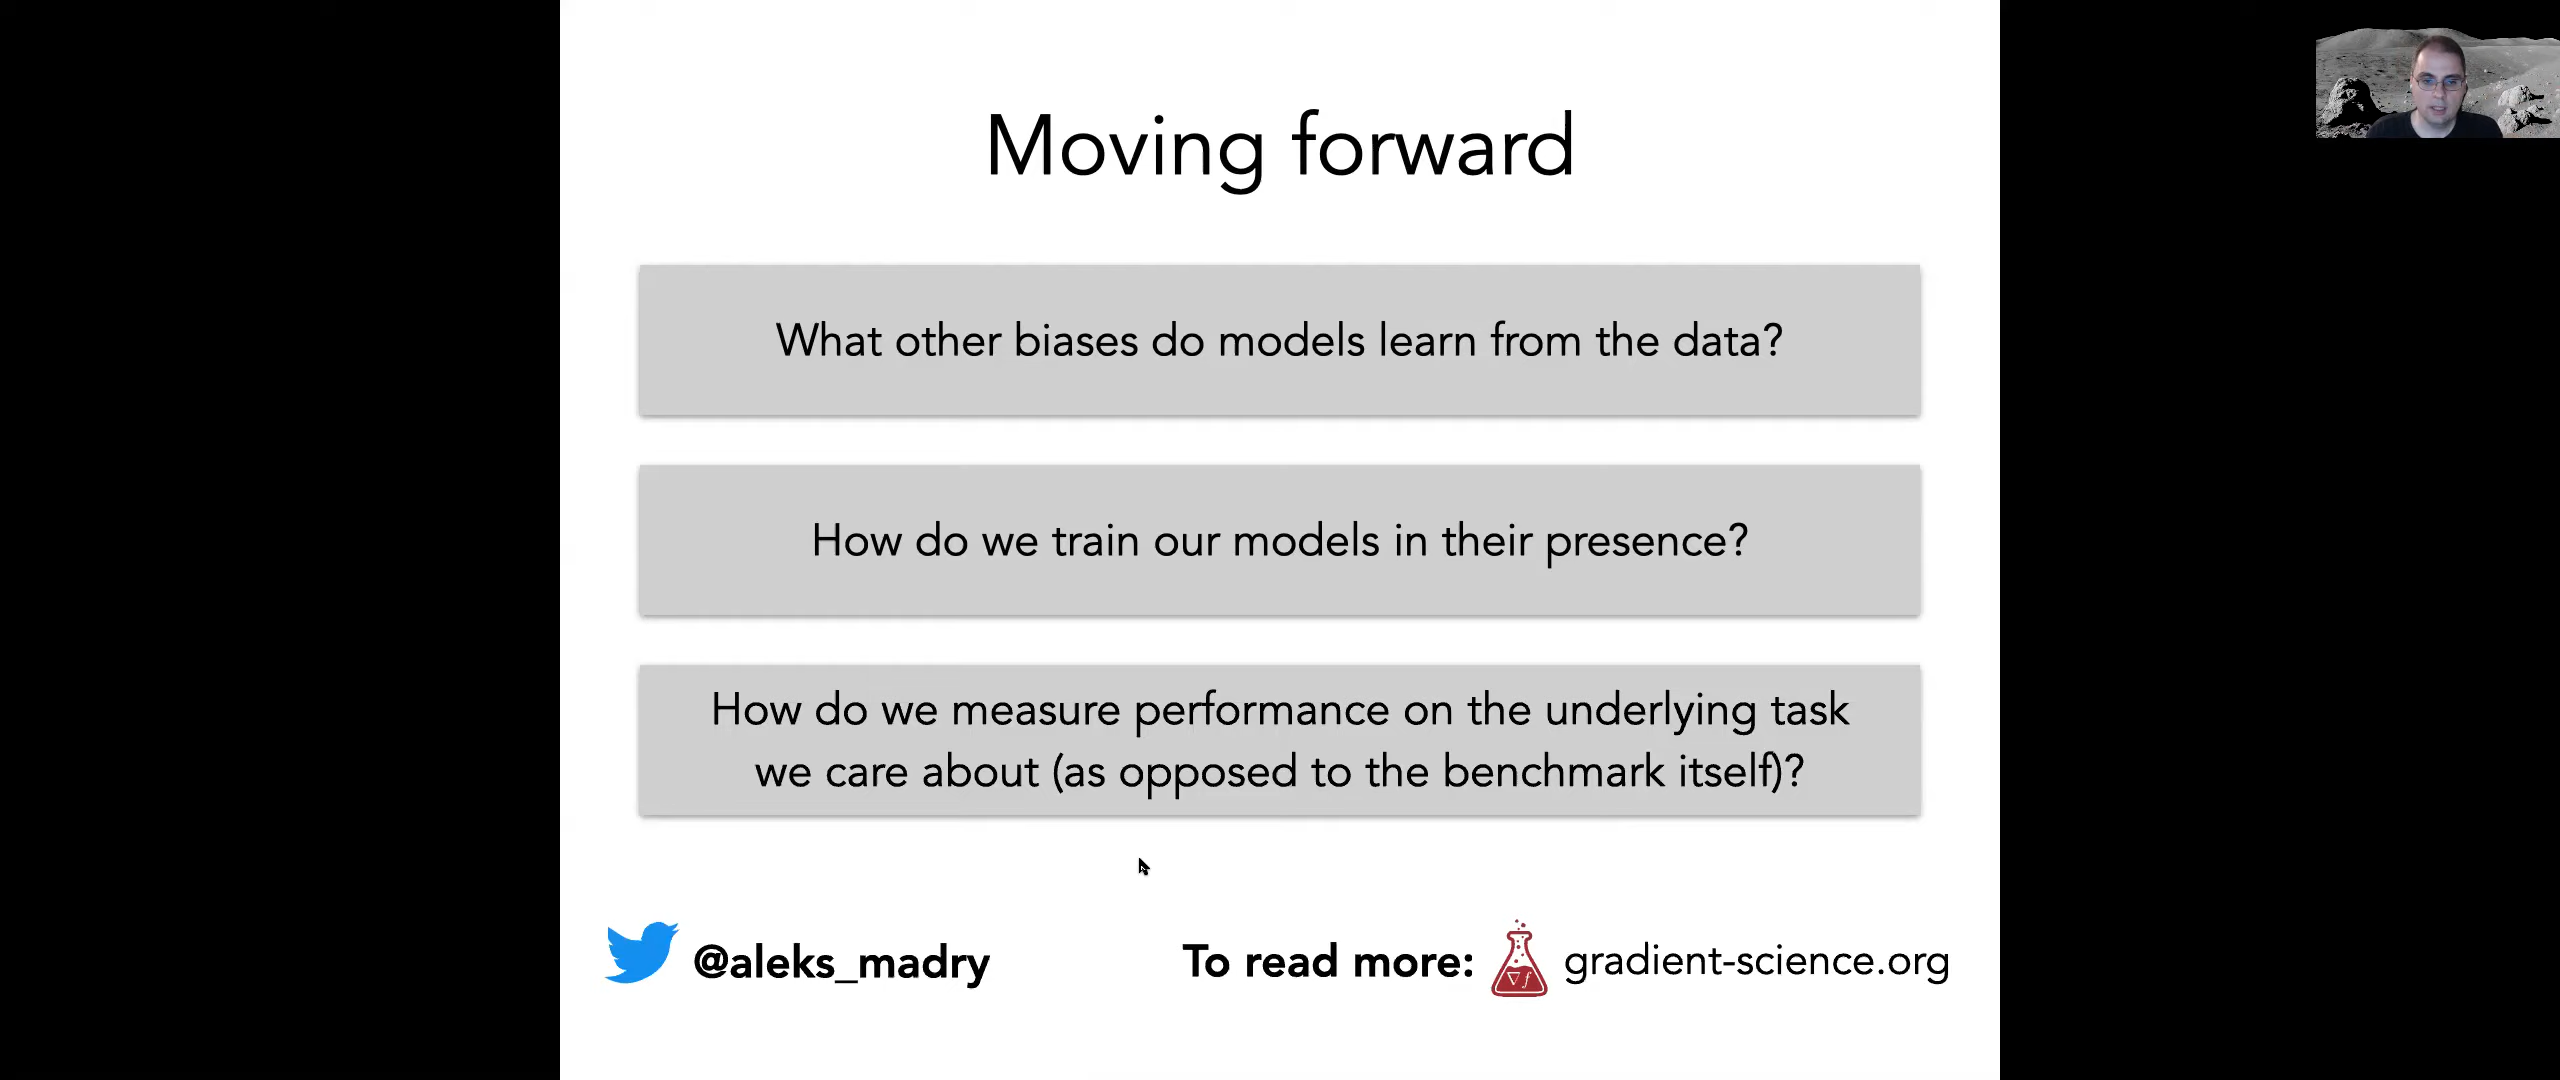 Moving forward
What other biases do models learn from the data?
How do we train our models in their presence?
How do we measure performance on the underlying task
we care about (as opposed to the benchmark itself)?
@aleks_madry
To read more: ∇f gradient-science.org